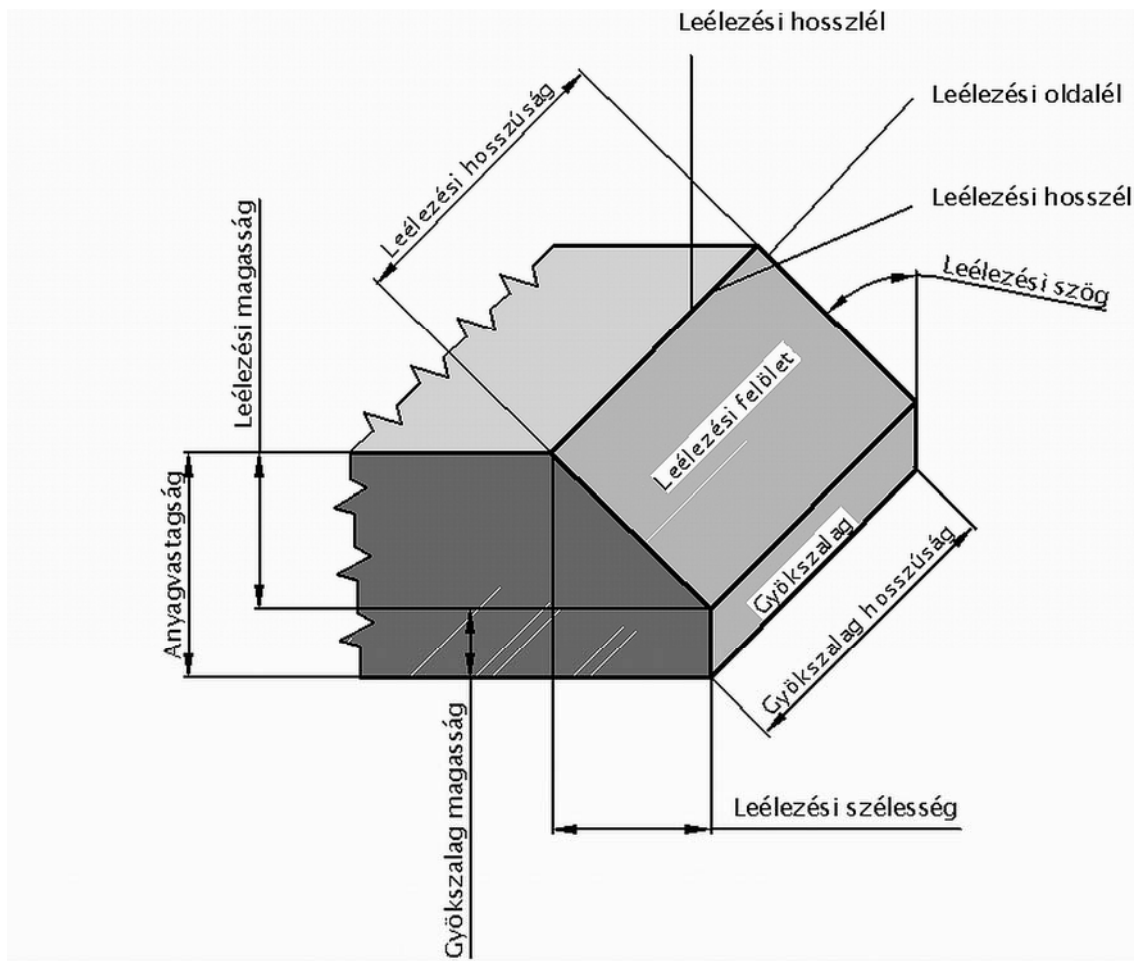 Leélezési hosszlél
Leélezési oldalél
Leélezési hosszúság
Leélezési hosszél
Leélezési szög
Leélezési magasság
Leélezési felölet
Anyagvastagság
Gyökszalag
Gyökszalag hosszúság
Leélezési szélesség
Gyökszalag magasság